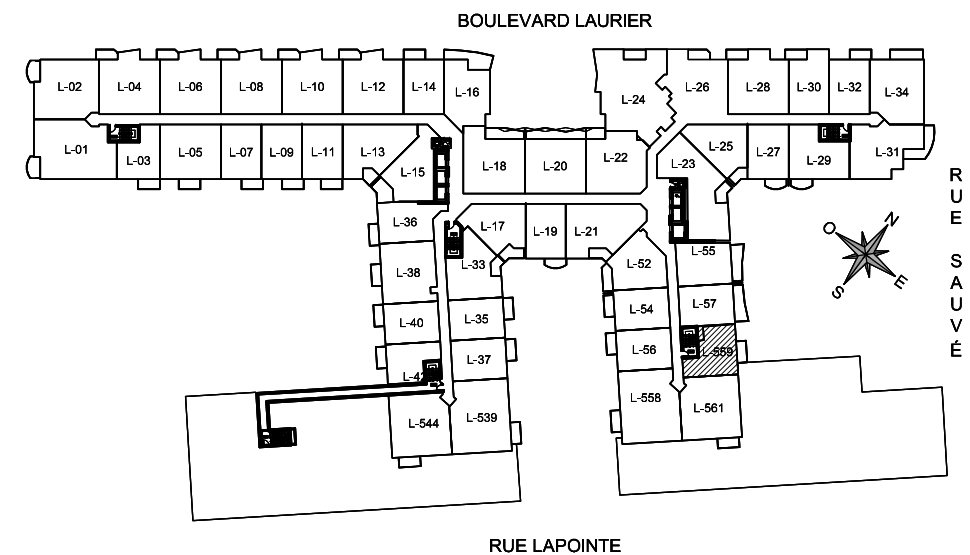 BOULEVARD LAURIER
L-02 L-04 L-06 L-08 L-10 L-12 L-14 L-16 L-24 L-26 L-28 L-30 L-32 L-34
L-01 L-03 L-05 L-07 L-09 L-11 L-13 L-15 L-18 L-20 L-22 L-23 L-25 L-27 L-29 L-31
L-36 L-17 L-19 L-21
L-38 L-33 L-52 L-55
L-40 L-35 L-54 L-57
L-42 L-37 L-56 L-559
L-544 L-539 L-558 L-561
N
O
E
S
RUE SAUVÉ
RUE LAPOINTE